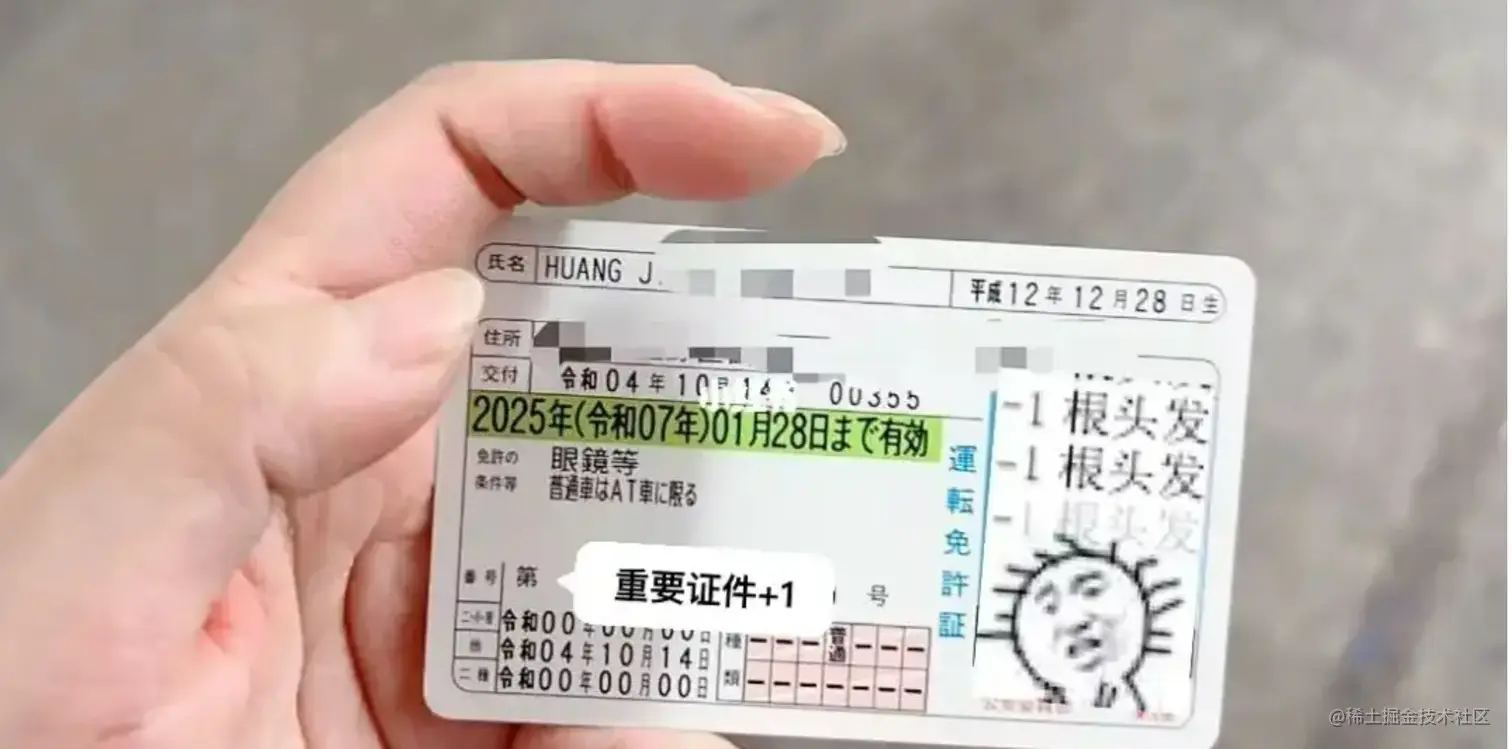 氏名 HUANG J. 平成12年12月28日生
住所
交付 令和04年10月14日 00355
2025年(令和07年)01月28日まで有効
免許の
条件等
眼鏡等
普通車はAT車に限る
運転免許証
-1 根头发
-1 根头发
-1 根头发
番号 第 号
重要证件+1
二小原 令和00年00月00日
他 令和04年10月14日
二種 令和00年00月00日
種類
普通
@稀土掘金技术社区